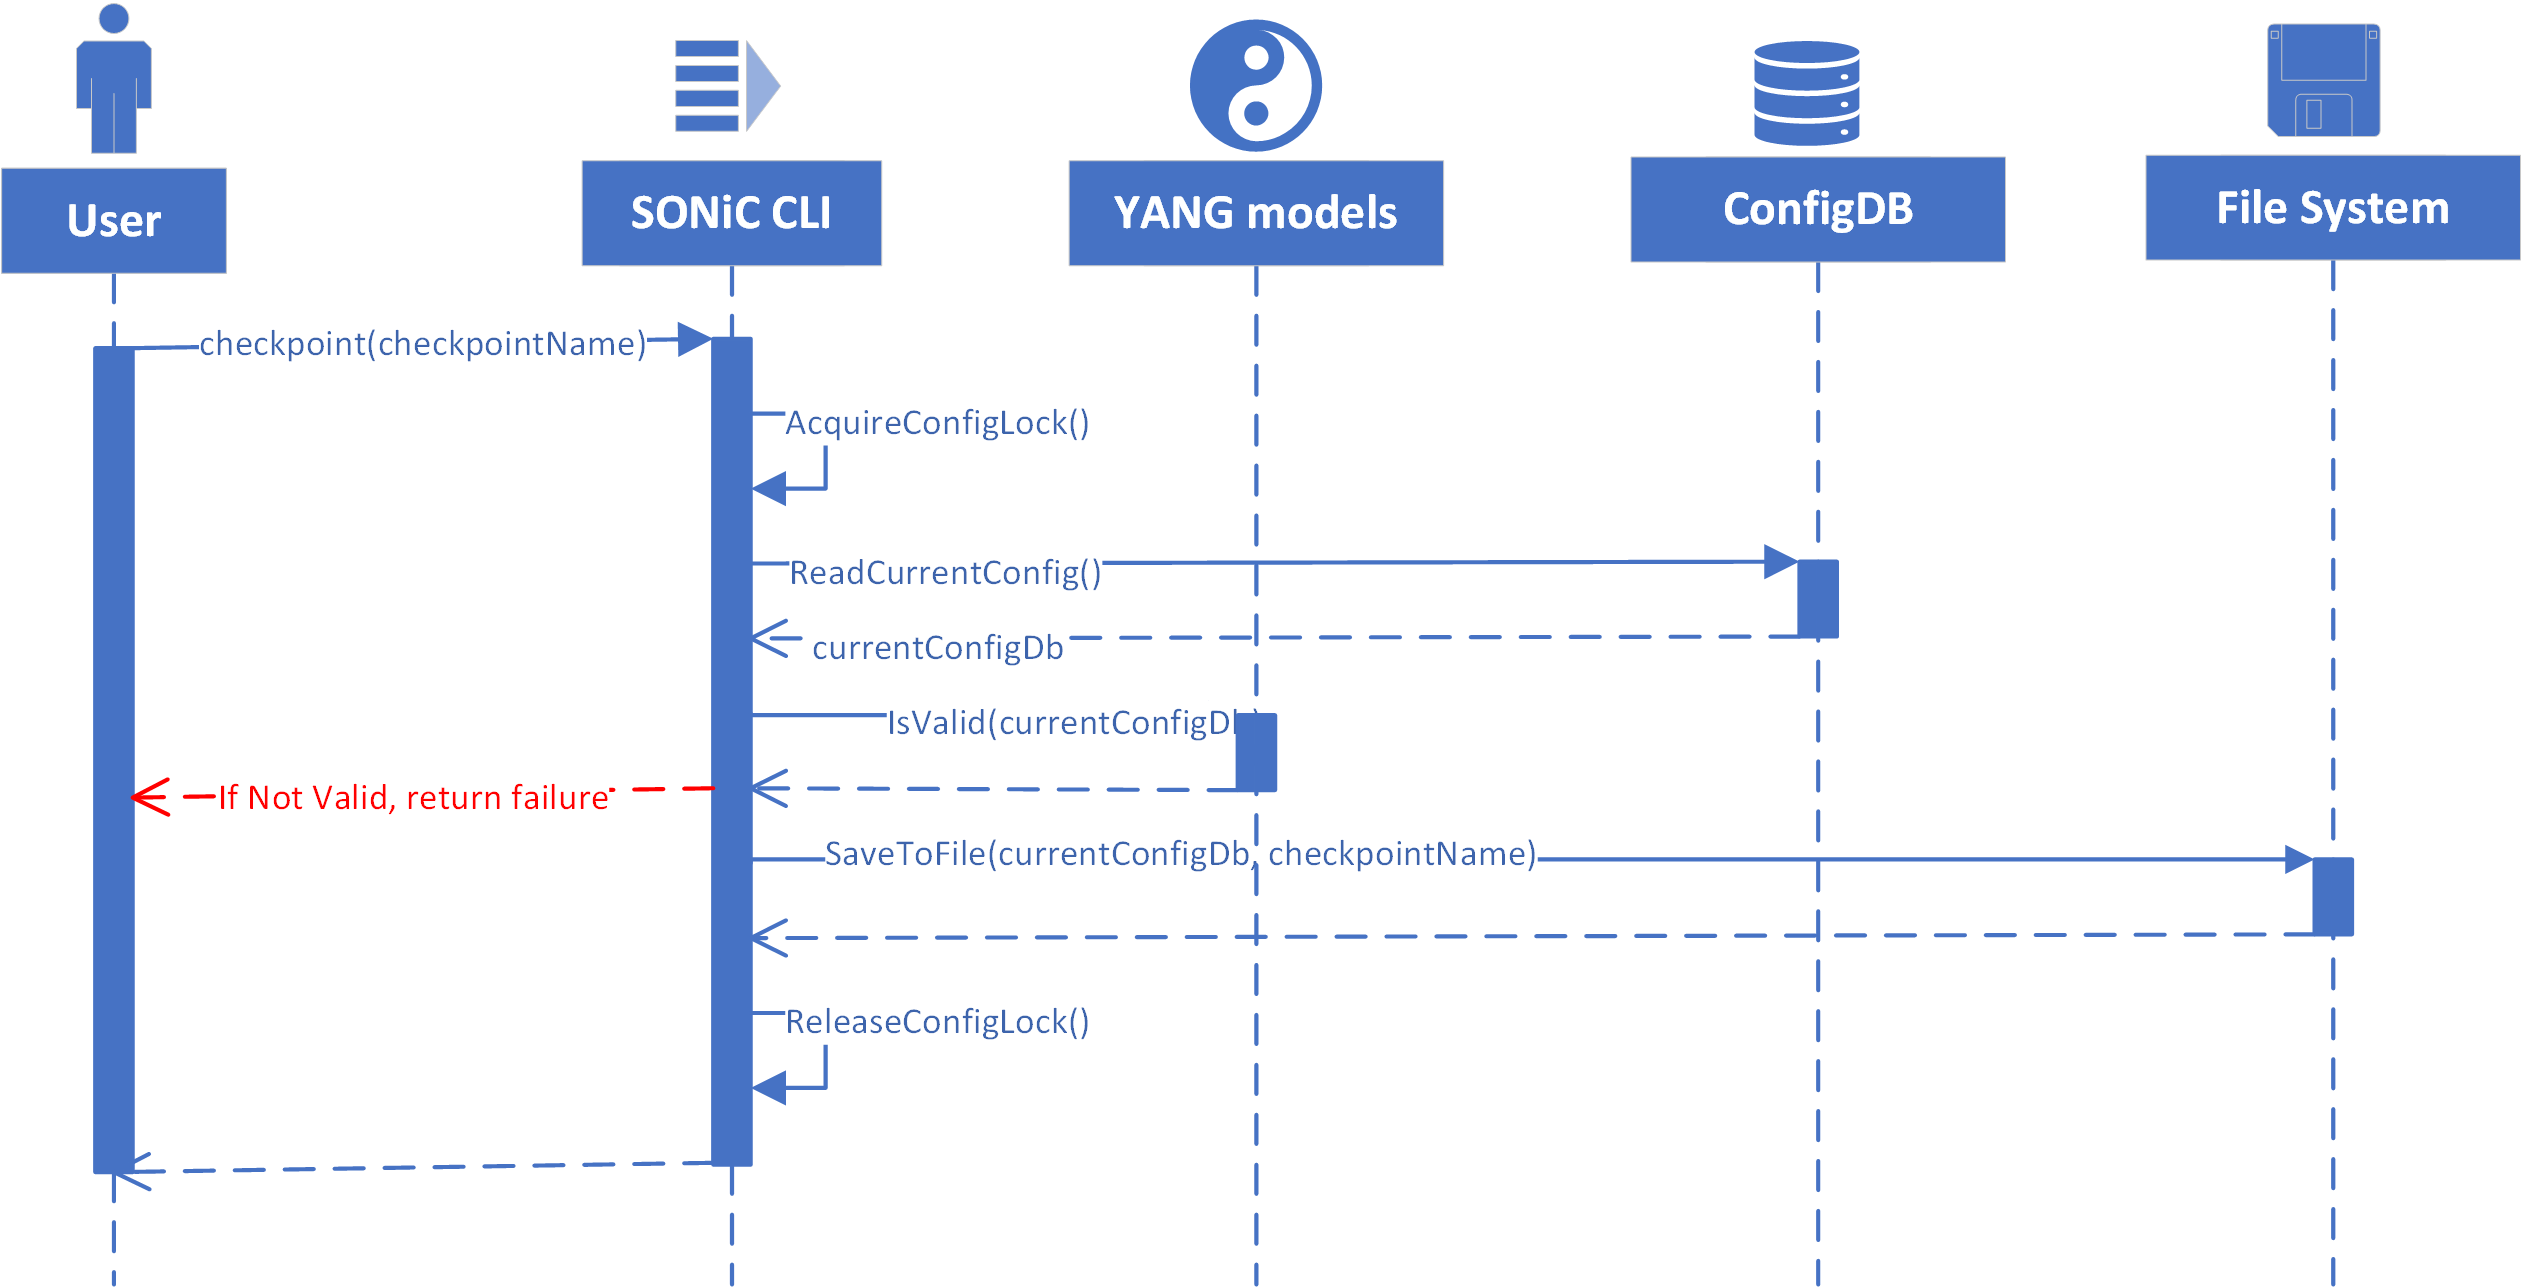 User
SONiC CLI
YANG models
ConfigDB
File System
checkpoint(checkpointName)
AcquireConfigLock()
ReadCurrentConfig()
currentConfigDb
IsValid(currentConfigDb)
If Not Valid, return failure
SaveToFile(currentConfigDb, checkpointName)
ReleaseConfigLock()